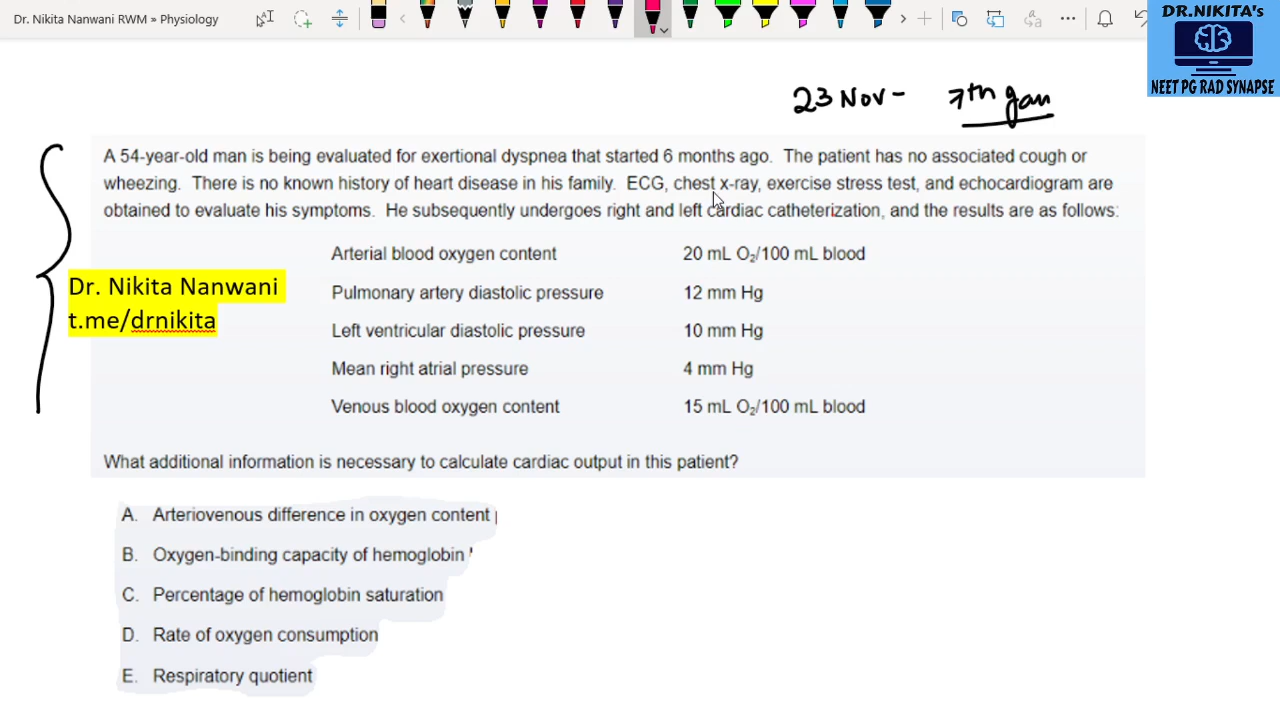 Dr. Nikita Nanwani RWM » Physiology
DR.NIKITA's
NEET PG RAD SYNAPSE
23 Nov - 7th Jan
A 54-year-old man is being evaluated for exertional dyspnea that started 6 months ago. The patient has no associated cough or
wheezing. There is no known history of heart disease in his family. ECG, chest x-ray, exercise stress test, and echocardiogram are
obtained to evaluate his symptoms. He subsequently undergoes right and left cardiac catheterization, and the results are as follows:
Arterial blood oxygen content 20 mL O₂/100 mL blood
Dr. Nikita Nanwani
Pulmonary artery diastolic pressure 12 mm Hg
t.me/drnikita
Left ventricular diastolic pressure 10 mm Hg
Mean right atrial pressure 4 mm Hg
Venous blood oxygen content 15 mL O₂/100 mL blood
What additional information is necessary to calculate cardiac output in this patient?
A. Arteriovenous difference in oxygen content
B. Oxygen-binding capacity of hemoglobin
C. Percentage of hemoglobin saturation
D. Rate of oxygen consumption
E. Respiratory quotient